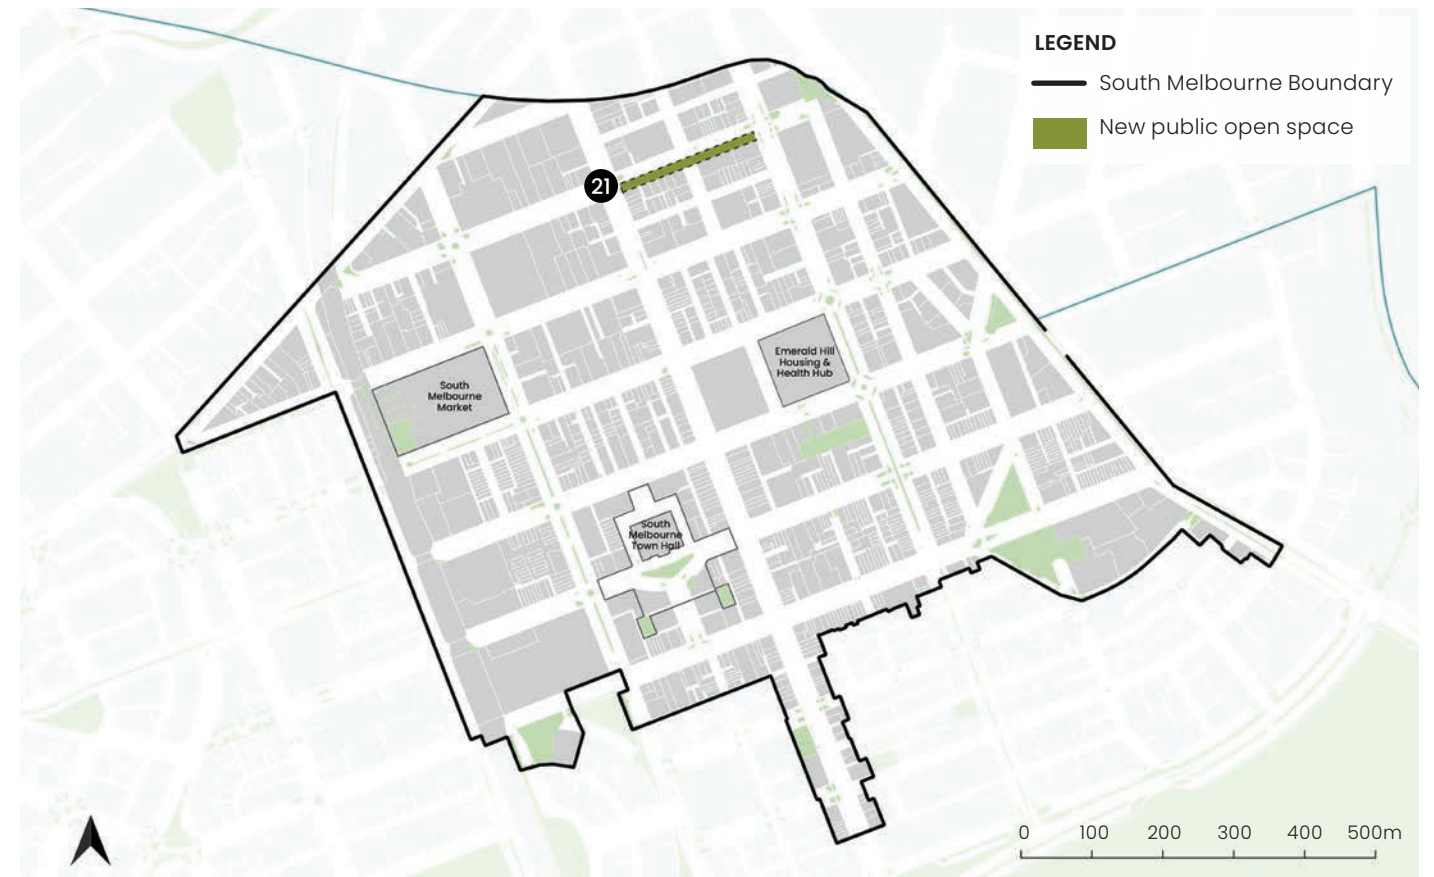 LEGEND
South Melbourne Boundary
New public open space
21
Emerald Hill
Housing &
Health Hub
South
Melbourne
Market
South
Melbourne
Town Hall
0 100 200 300 400 500m